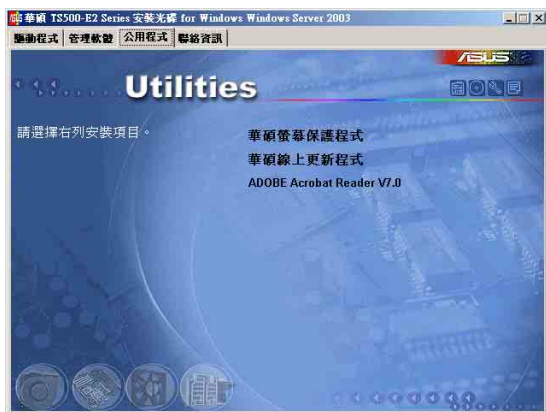 華碩 TS500-E2 Series 安裝光碟 for Windows Windows Server 2003
驅動程式 管理軟體 公用程式 聯絡資訊
ASUS
Utilities
請選擇右列安裝項目。
華碩螢幕保護程式
華碩線上更新程式
ADOBE Acrobat Reader V7.0